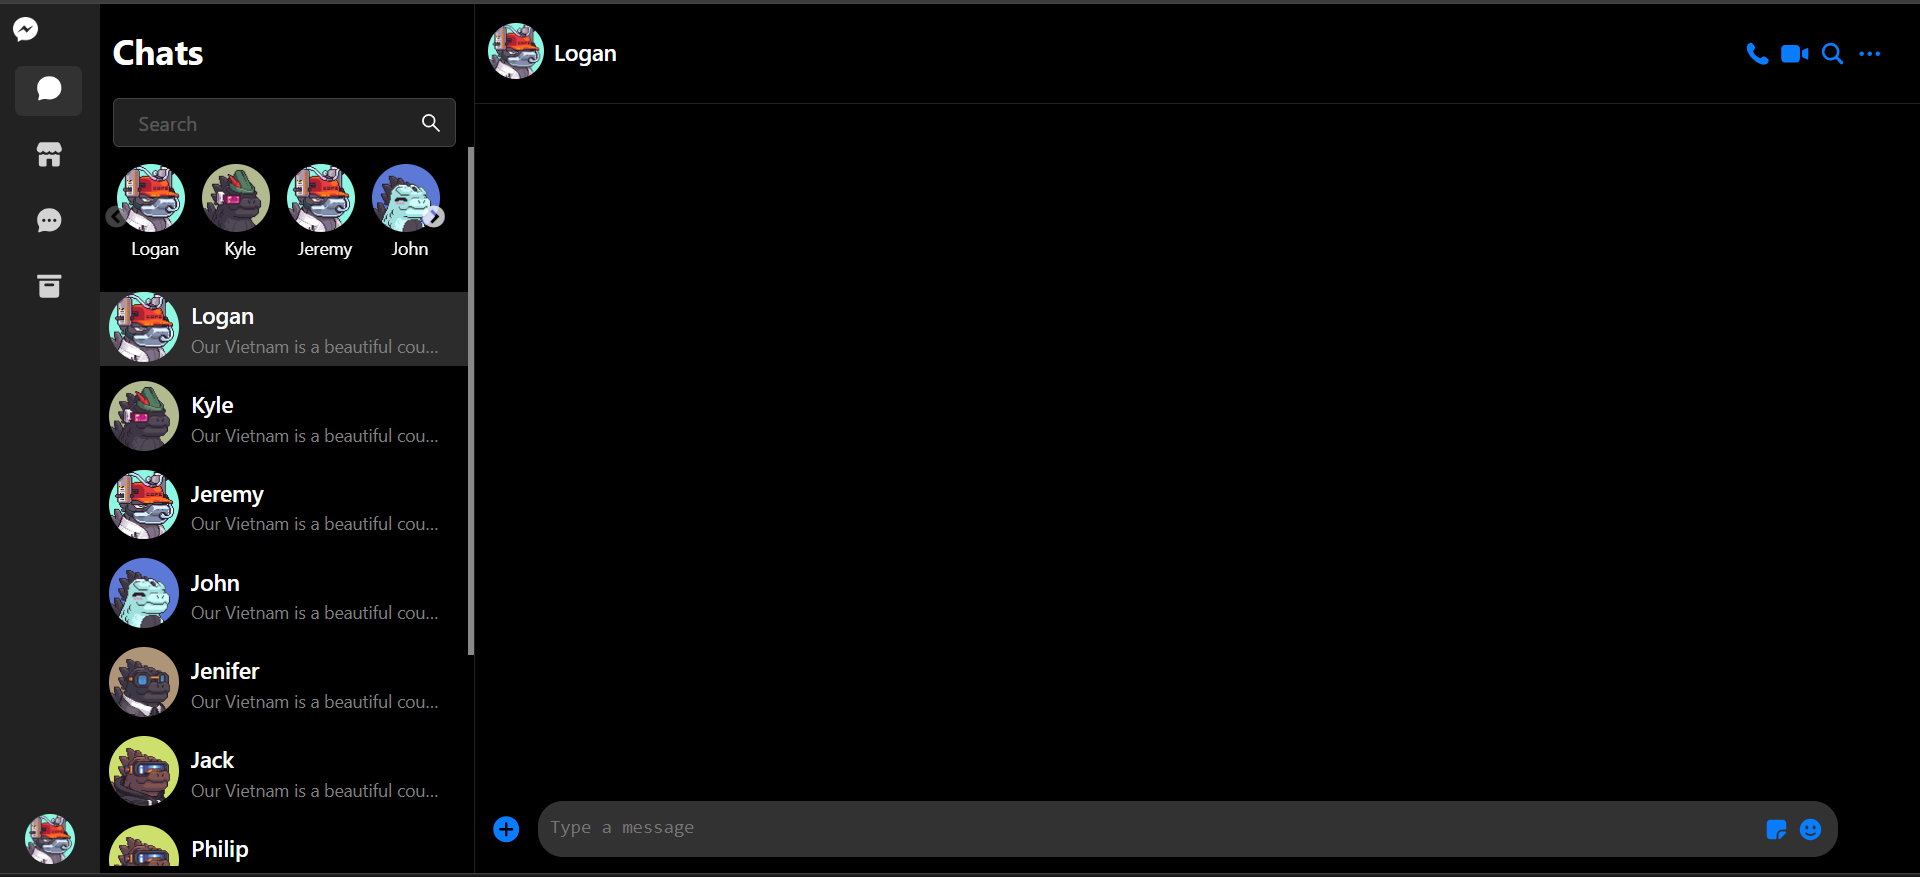 Chats
Search
Logan
Kyle
Jeremy
John
Logan
Our Vietnam is a beautiful cou...
Kyle
Our Vietnam is a beautiful cou...
Jeremy
Our Vietnam is a beautiful cou...
John
Our Vietnam is a beautiful cou...
Jenifer
Our Vietnam is a beautiful cou...
Jack
Our Vietnam is a beautiful cou...
Philip
Logan
Type a message